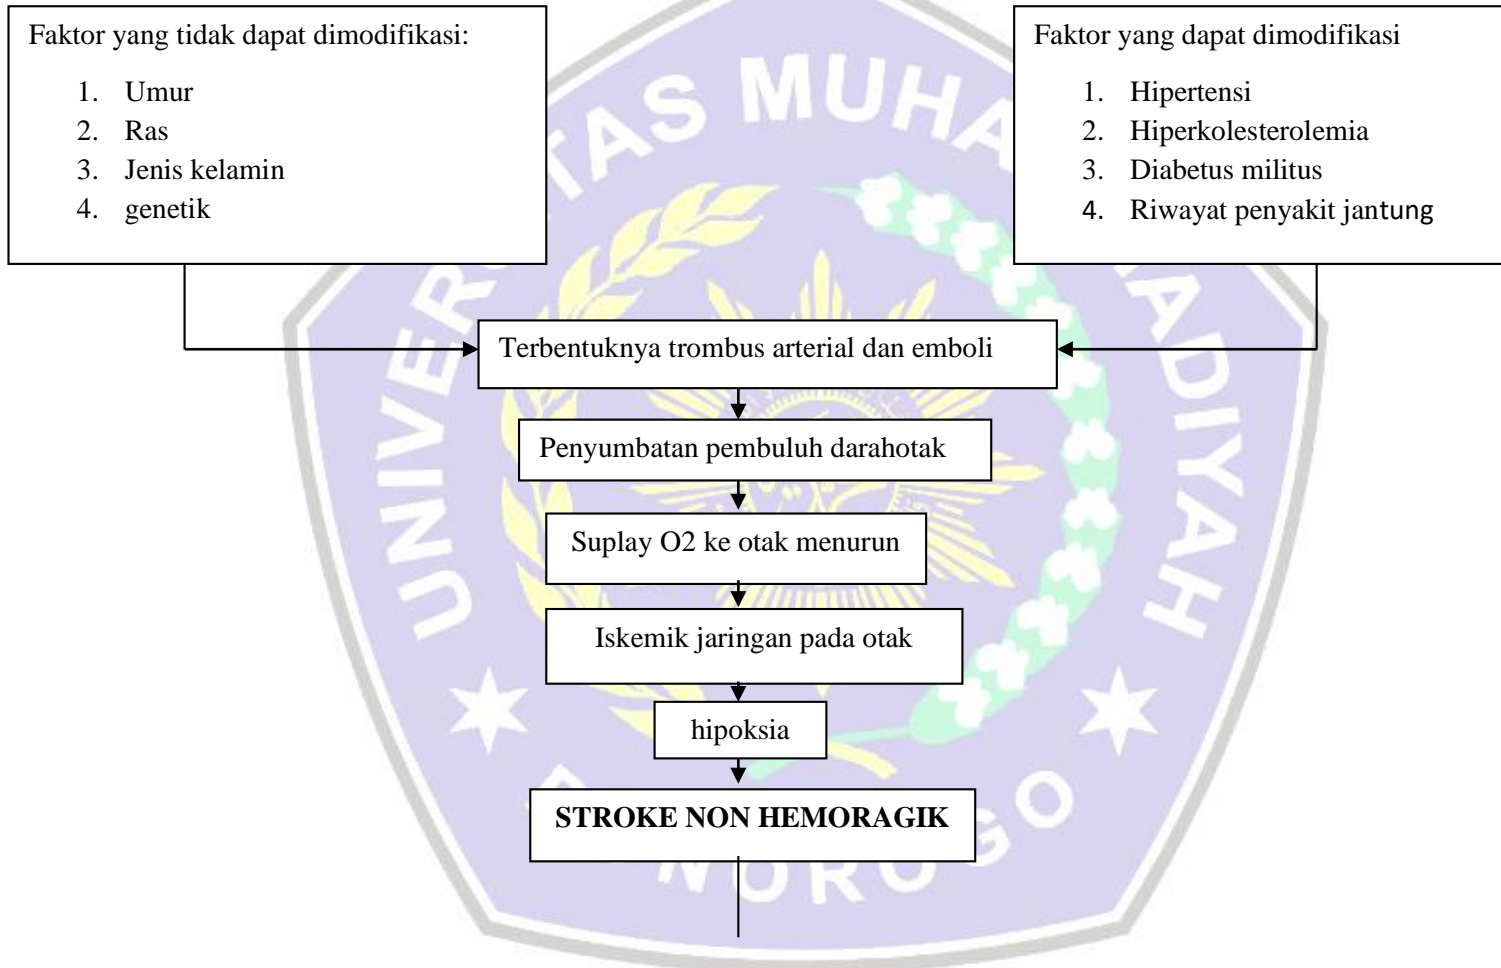 Faktor yang tidak dapat dimodifikasi:
1. Umur
2. Ras
3. Jenis kelamin
4. genetik
Faktor yang dapat dimodifikasi
1. Hipertensi
2. Hiperkolesterolemia
3. Diabetus militus
4. Riwayat penyakit jantung
Terbentuknya trombus arterial dan emboli
Penyumbatan pembuluh darahotak
Suplay O2 ke otak menurun
Iskemik jaringan pada otak
hipoksia
STROKE NON HEMORAGIK